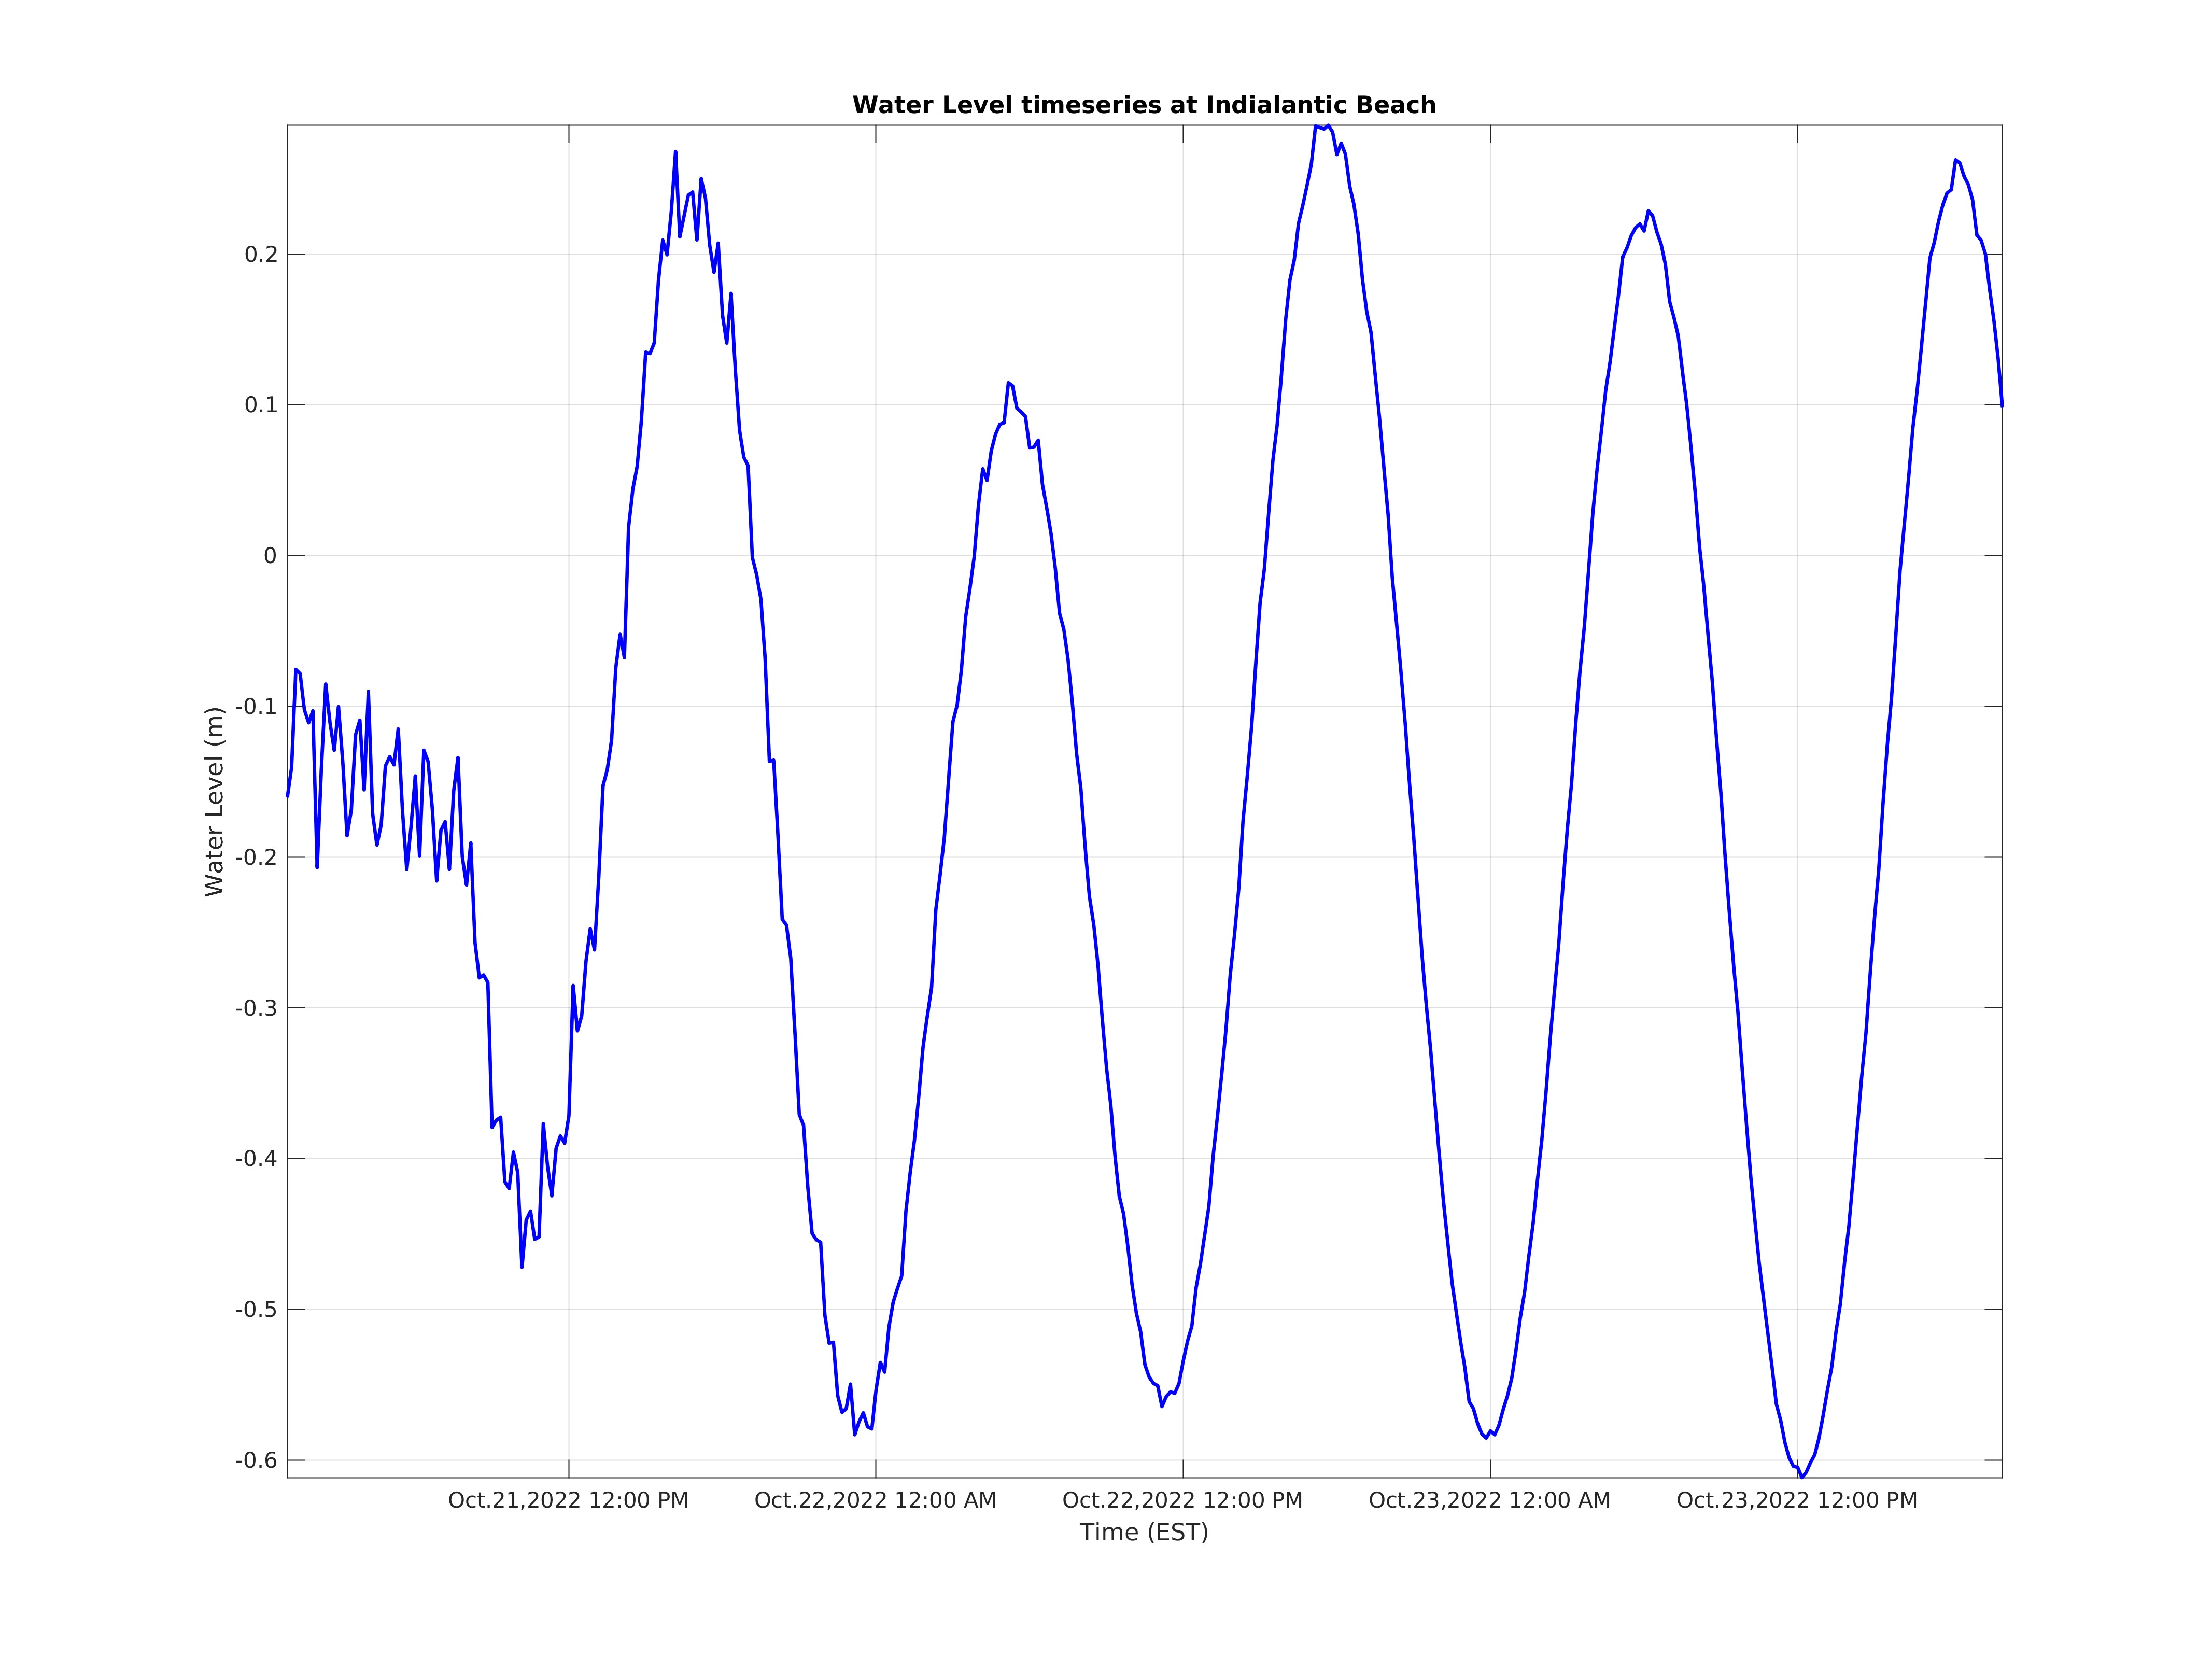 Water Level timeseries at Indialantic Beach
0.2
0.1
0
-0.1
-0.2
-0.3
-0.4
-0.5
-0.6
Water Level (m)
Oct.21,2022 12:00 PM
Oct.22,2022 12:00 AM
Oct.22,2022 12:00 PM
Oct.23,2022 12:00 AM
Oct.23,2022 12:00 PM
Time (EST)